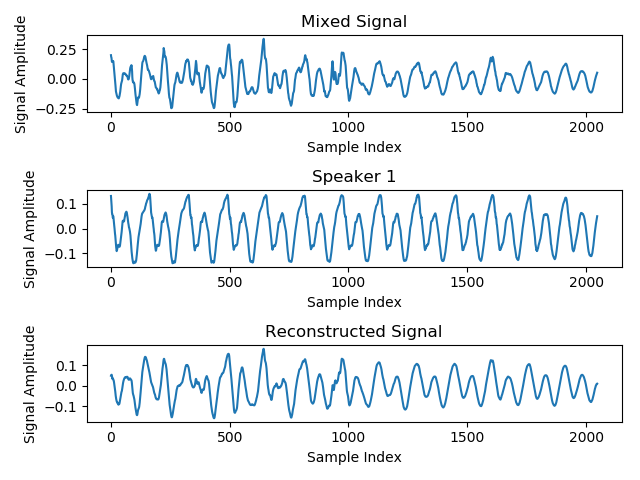 Mixed Signal
Signal Amplitude
0.25
0.00
−0.25
0
500
1000
1500
2000
Sample Index
Speaker 1
Signal Amplitude
0.1
0.0
−0.1
0
500
1000
1500
2000
Sample Index
Reconstructed Signal
Signal Amplitude
0.1
0.0
−0.1
0
500
1000
1500
2000
Sample Index